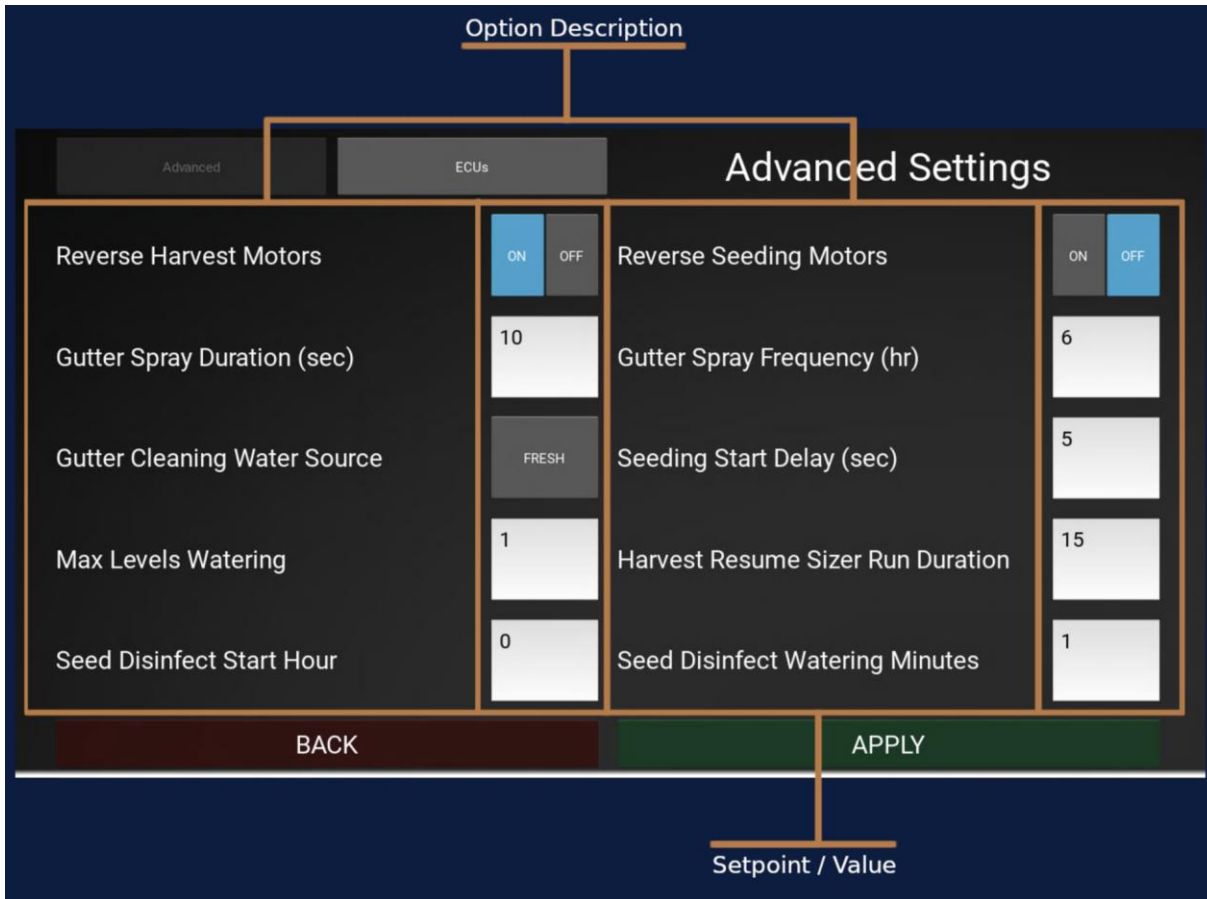 Option Description
Advanced
ECUs
Advanced Settings
Reverse Harvest Motors
ON
OFF
Reverse Seeding Motors
ON
OFF
Gutter Spray Duration (sec)
10
Gutter Spray Frequency (hr)
6
Gutter Cleaning Water Source
FRESH
Seeding Start Delay (sec)
5
Max Levels Watering
1
Harvest Resume Sizer Run Duration
15
Seed Disinfect Start Hour
0
Seed Disinfect Watering Minutes
1
BACK
APPLY
Setpoint / Value